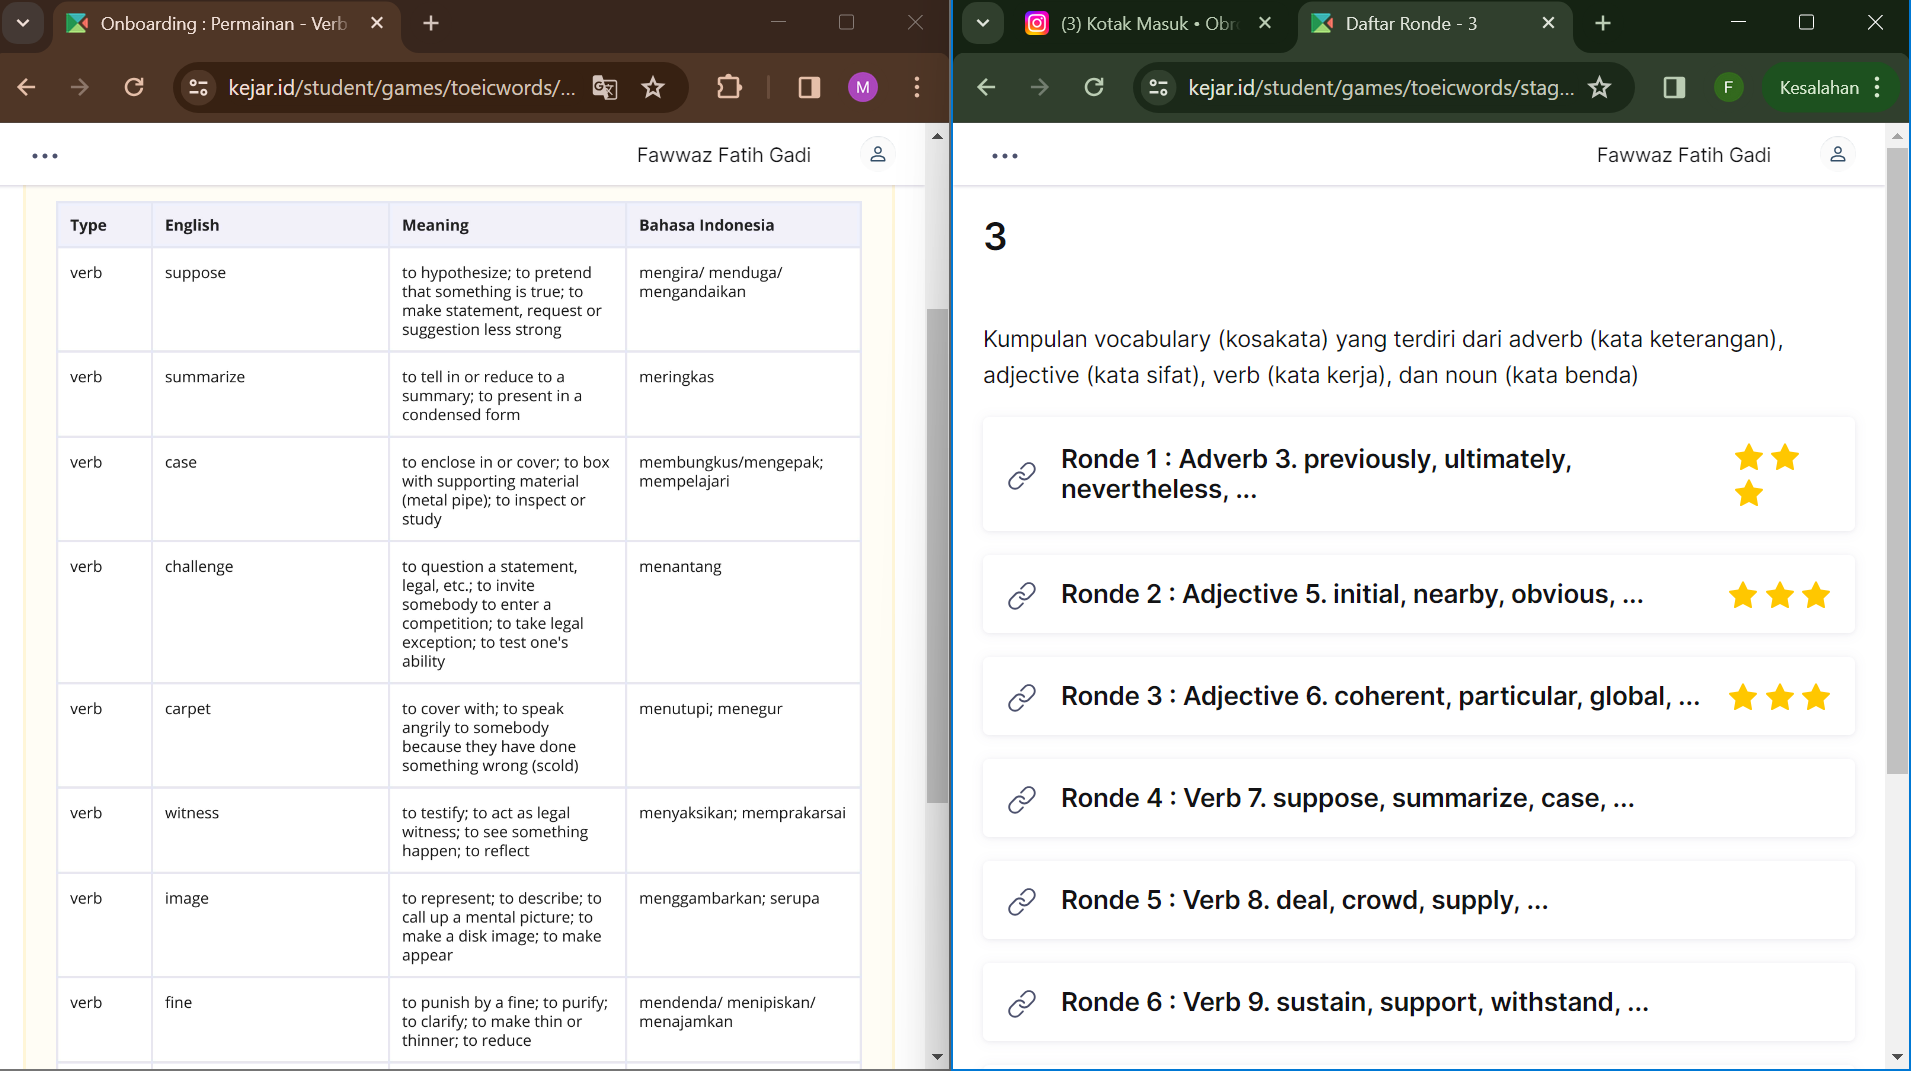 Onboarding : Permainan - Verb
kejar.id/student/games/toeicwords/...
M
Fawwaz Fatih Gadi
Type English Meaning Bahasa Indonesia
verb suppose to hypothesize; to pretend mengira/ menduga/
that something is true; to mengandaikan
make statement, request or
suggestion less strong
verb summarize to tell in or reduce to a meringkas
summary; to present in a
condensed form
verb case to enclose in or cover; to box membungkus/mengepak;
with supporting material mempelajari
(metal pipe); to inspect or
study
verb challenge to question a statement, menantang
legal, etc.; to invite
somebody to enter a
competition; to take legal
exception; to test one's
ability
verb carpet to cover with; to speak menutupi; menegur
angrily to somebody
because they have done
something wrong (scold)
verb witness to testify; to act as legal menyaksikan; memprakarsai
witness; to see something
happen; to reflect
verb image to represent; to describe; to menggambarkan; serupa
call up a mental picture; to
make a disk image; to make
appear
verb fine to punish by a fine; to purify; mendenda/ menipiskan/
to clarify; to make thin or menajamkan
thinner; to reduce
(3) Kotak Masuk • Obro
Daftar Ronde - 3
kejar.id/student/games/toeicwords/stag...
F
Kesalahan
Fawwaz Fatih Gadi
3
Kumpulan vocabulary (kosakata) yang terdiri dari adverb (kata keterangan),
adjective (kata sifat), verb (kata kerja), dan noun (kata benda)
Ronde 1 : Adverb 3. previously, ultimately,
nevertheless, ...
Ronde 2 : Adjective 5. initial, nearby, obvious, ...
Ronde 3 : Adjective 6. coherent, particular, global, ...
Ronde 4 : Verb 7. suppose, summarize, case, ...
Ronde 5 : Verb 8. deal, crowd, supply, ...
Ronde 6 : Verb 9. sustain, support, withstand, ...